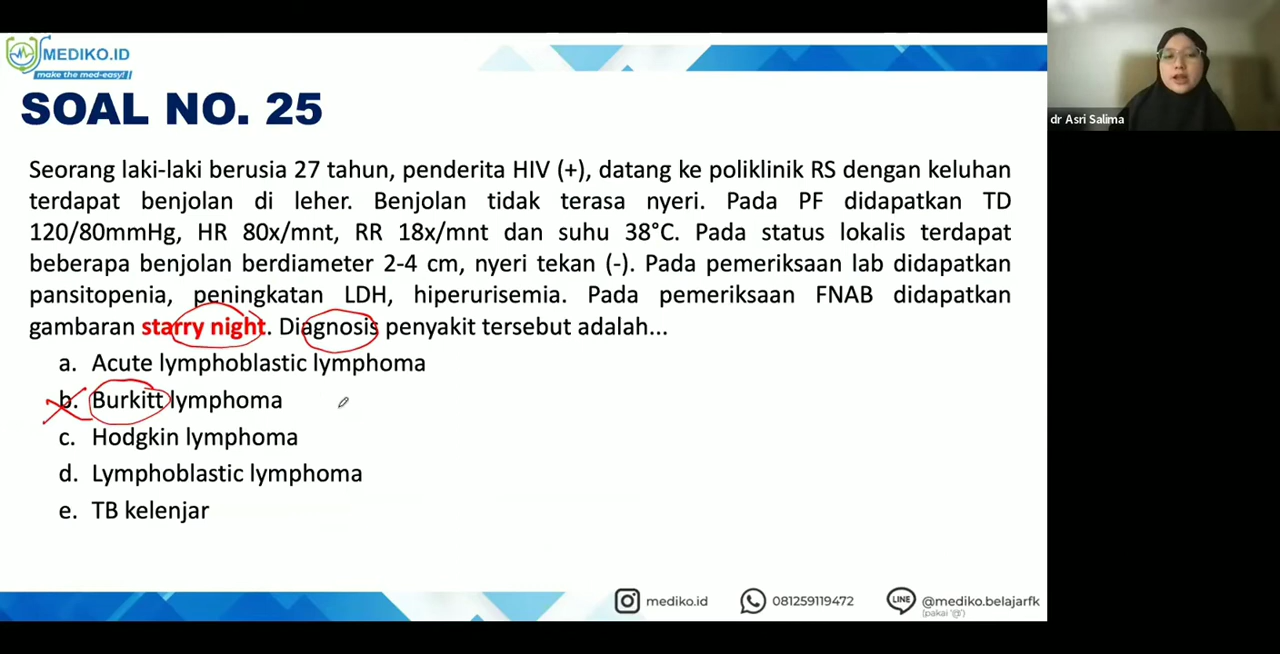 MEDIKO.ID
make the med-easy!
SOAL NO. 25
dr Asri Salima
Seorang laki-laki berusia 27 tahun, penderita HIV (+), datang ke poliklinik RS dengan keluhan
terdapat benjolan di leher. Benjolan tidak terasa nyeri. Pada PF didapatkan TD
120/80mmHg, HR 80x/mnt, RR 18x/mnt dan suhu 38°C. Pada status lokalis terdapat
beberapa benjolan berdiameter 2-4 cm, nyeri tekan (-). Pada pemeriksaan lab didapatkan
pansitopenia, peningkatan LDH, hiperurisemia. Pada pemeriksaan FNAB didapatkan
gambaran starry night. Diagnosis penyakit tersebut adalah...
a. Acute lymphoblastic lymphoma
b. Burkitt lymphoma
c. Hodgkin lymphoma
d. Lymphoblastic lymphoma
e. TB kelenjar
mediko.id
081259119472
LINE
@mediko.belajarfk
(pakai '@')